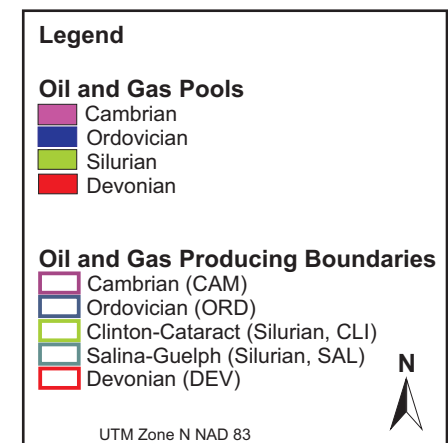 Legend
Oil and Gas Pools
Cambrian
Ordovician
Silurian
Devonian
Oil and Gas Producing Boundaries
Cambrian (CAM)
Ordovician (ORD)
Clinton-Cataract (Silurian, CLI)
Salina-Guelph (Silurian, SAL)
Devonian (DEV)
N
UTM Zone N NAD 83